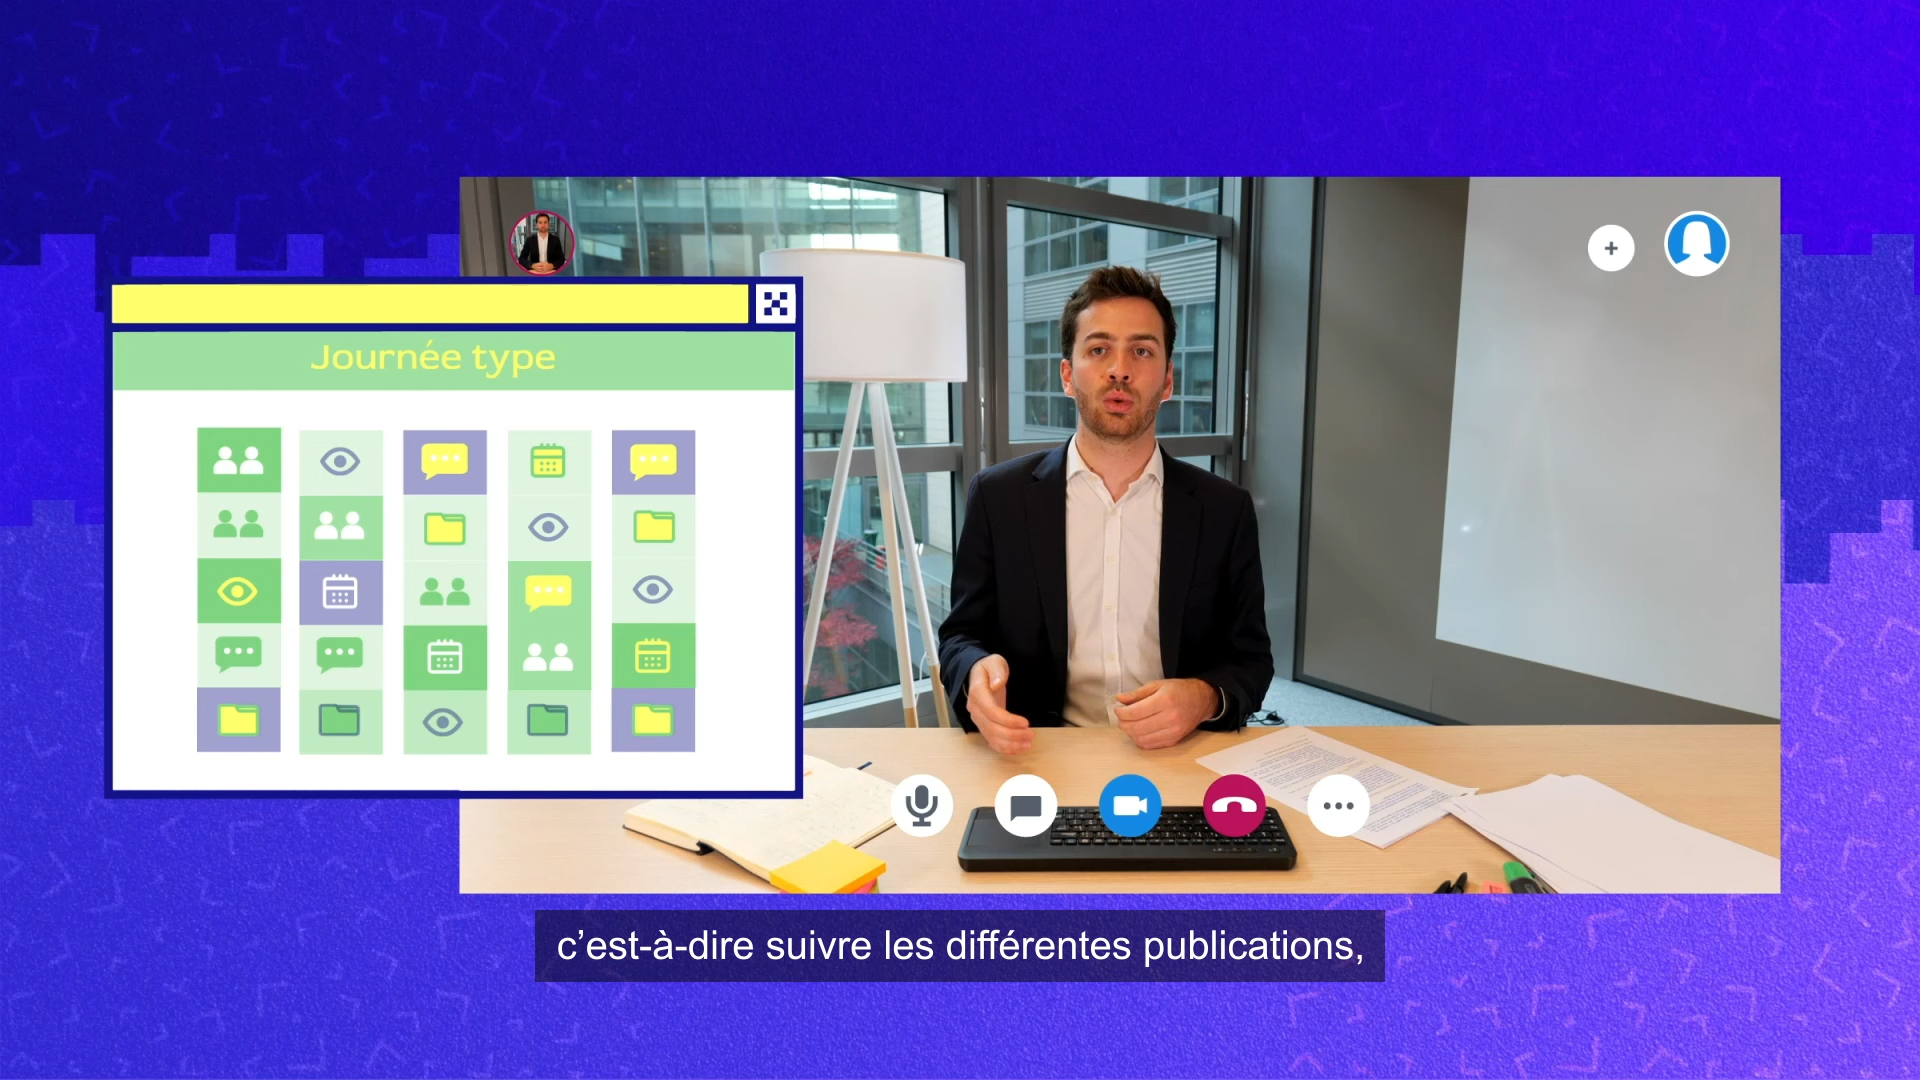 Journée type
c’est-à-dire suivre les différentes publications,